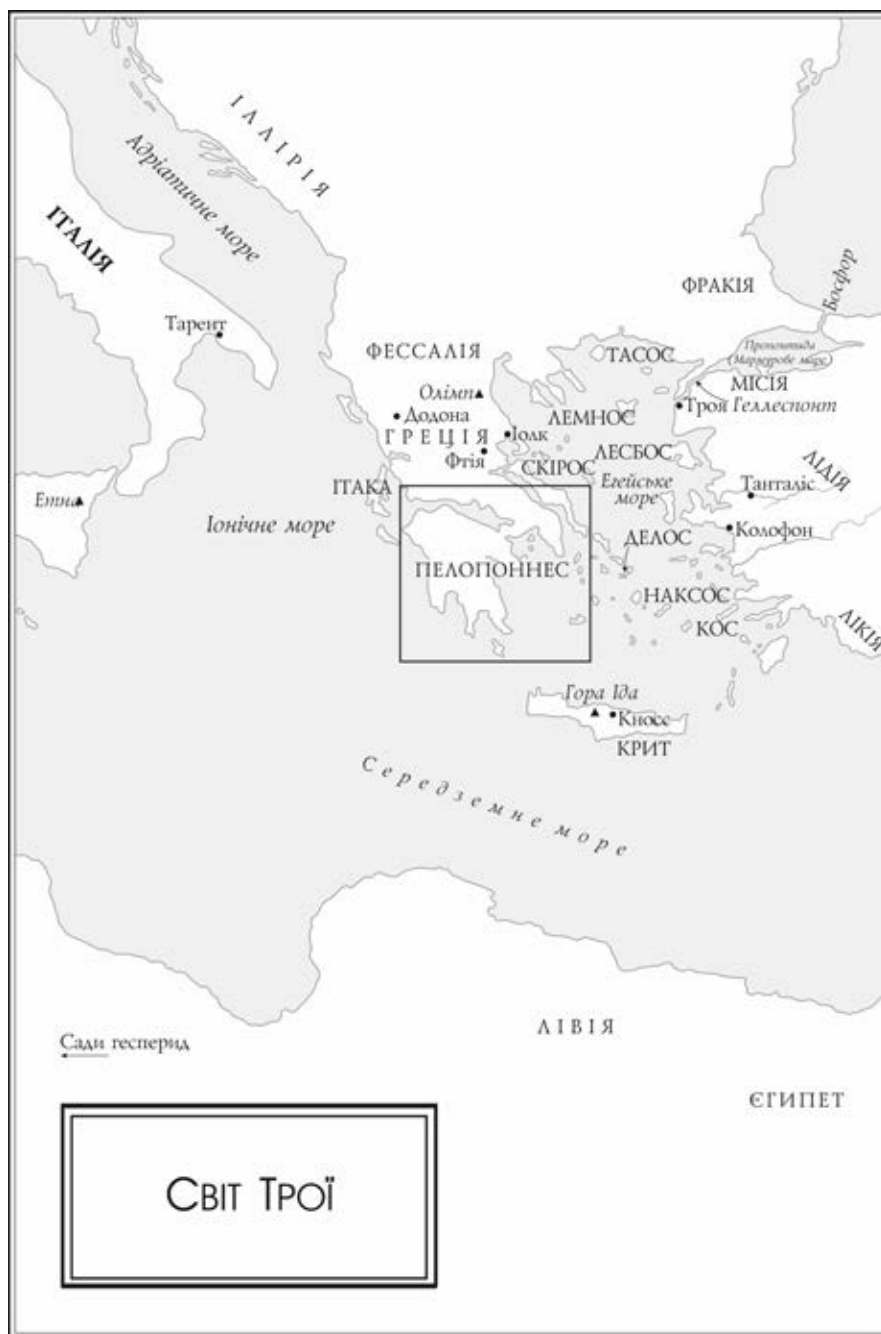 ІЛЛІРІЯ
Адріатичне море
ІТАЛІЯ
Босфор
ФРАКІЯ
Тарент
Пропонтида
(Мармурове море)
ФЕССАЛІЯ
ТАСОС
МІСІЯ
Олімп
Троя
Геллеспонт
Додона
ЛЕМНОС
ГРЕЦІЯ
Іолк
Фтія
ЛЕСБОС
СКІРОС
ЛІДІЯ
ІТАКА
Егейське
море
Танталіс
Етна
Іонічне море
Колофон
ДЕЛОС
ПЕЛОПОННЕС
НАКСОС
КОС
ЛІКІЯ
Гора Іда
Кносс
КРИТ
Середземне море
ЛІВІЯ
Сади гесперид
ЄГИПЕТ
СВІТ ТРОЇ